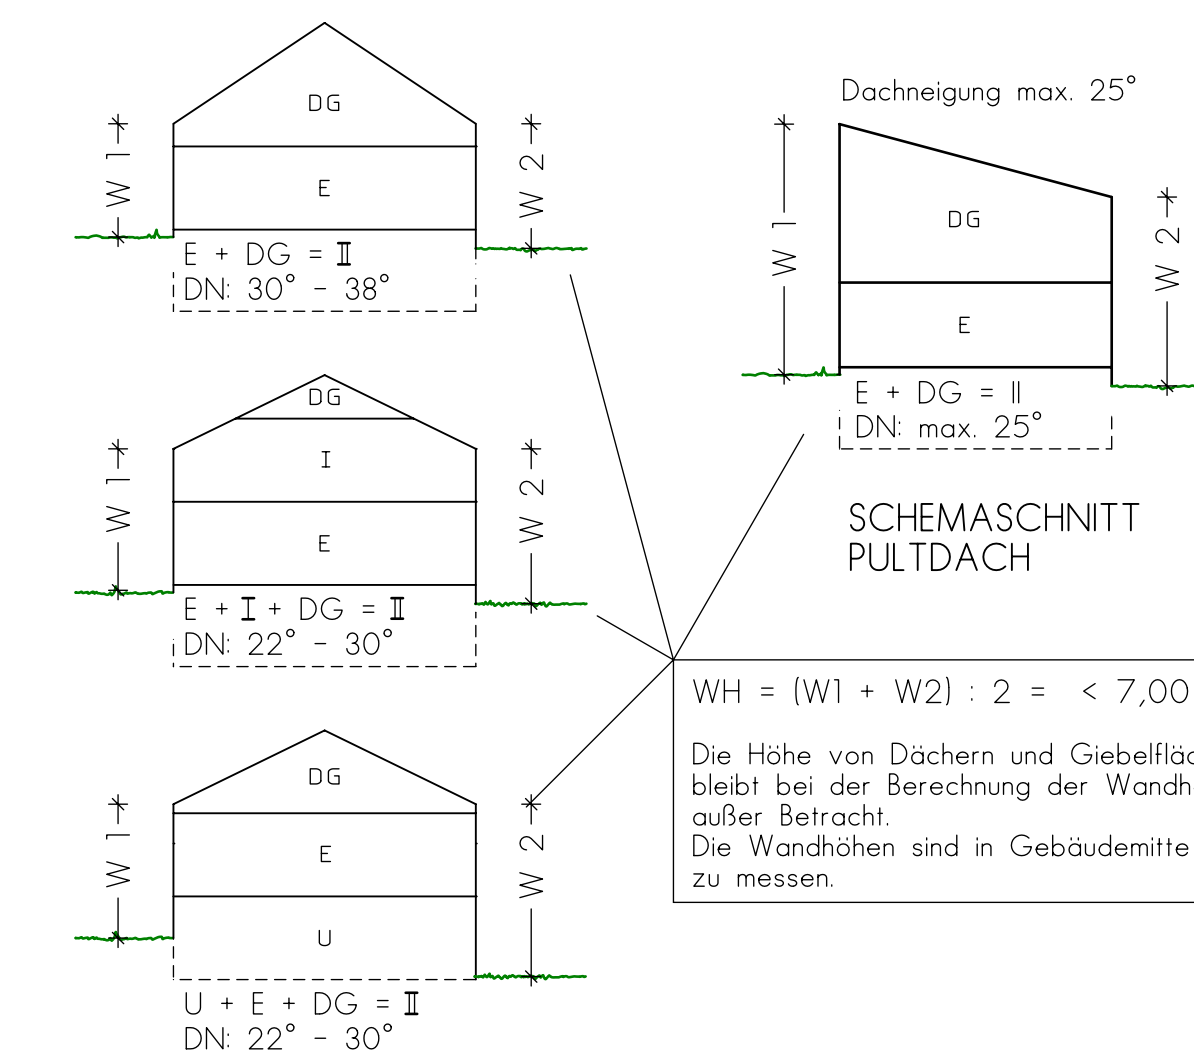 DG
W 1
E
W 2
E + DG = II
DN: 30° - 38°
DG
I
W 1
E
W 2
E + I + DG = II
DN: 22° - 30°
DG
W 1
E
W 2
U
U + E + DG = II
DN: 22° - 30°
Dachneigung max. 25°
W 1
DG
W 2
E
E + DG = II
DN: max. 25°
SCHEMASCHNITT
PULTDACH
WH = (W1 + W2) : 2 = < 7,00
Die Höhe von Dächern und
bleibt bei der Berechnung der
außer Betracht.
Die Wandhöhen sind in Gebäudemitte
zu messen.